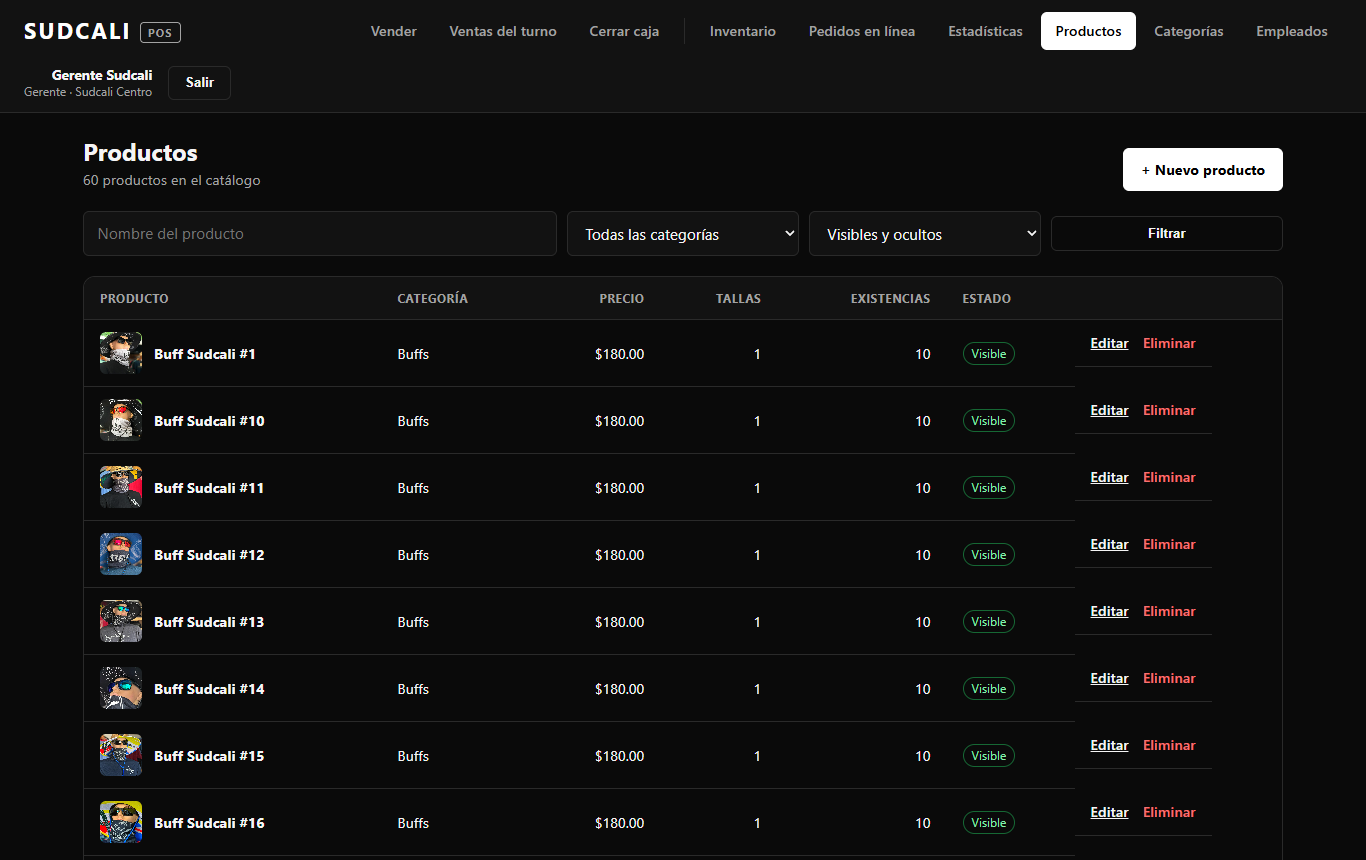 SUDCALI POS
Vender Ventas del turno Cerrar caja Inventario Pedidos en línea Estadísticas Productos Categorías Empleados
Gerente Sudcali
Gerente · Sudcali Centro
Salir
Productos
60 productos en el catálogo
+ Nuevo producto
Nombre del producto Todas las categorías Visibles y ocultos Filtrar
PRODUCTO CATEGORÍA PRECIO TALLAS EXISTENCIAS ESTADO
Buff Sudcali #1 Buffs $180.00 1 10 Visible Editar Eliminar
Buff Sudcali #10 Buffs $180.00 1 10 Visible Editar Eliminar
Buff Sudcali #11 Buffs $180.00 1 10 Visible Editar Eliminar
Buff Sudcali #12 Buffs $180.00 1 10 Visible Editar Eliminar
Buff Sudcali #13 Buffs $180.00 1 10 Visible Editar Eliminar
Buff Sudcali #14 Buffs $180.00 1 10 Visible Editar Eliminar
Buff Sudcali #15 Buffs $180.00 1 10 Visible Editar Eliminar
Buff Sudcali #16 Buffs $180.00 1 10 Visible Editar Eliminar